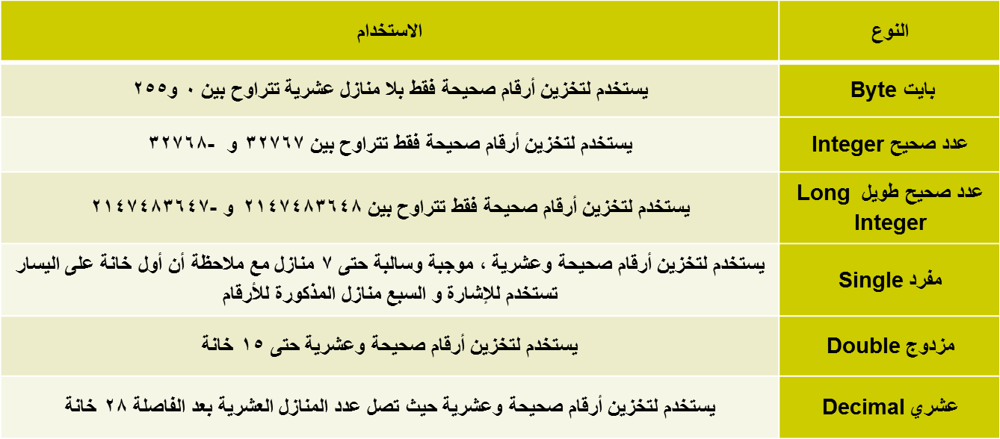 النوع
الاستخدام
بايت Byte
يستخدم لتخزين أرقام صحيحة فقط بلا منازل عشرية تتراوح بين ٠ و٢٥٥
عدد صحيح Integer
يستخدم لتخزين أرقام صحيحة فقط تتراوح بين ٣٢٧٦٧ و -٣٢٧٦٨
عدد صحيح طويل Long
Integer
يستخدم لتخزين أرقام صحيحة فقط تتراوح بين ٢١٤٧٤٨٣٦٤٨ و -٢١٤٧٤٨٣٦٤٧
مفرد Single
يستخدم لتخزين أرقام صحيحة وعشرية ، موجبة وسالبة حتى ٧ منازل مع ملاحظة أن أول خانة على اليسار
تستخدم للإشارة و السبع منازل المذكورة للأرقام
مزدوج Double
يستخدم لتخزين أرقام صحيحة وعشرية حتى ١٥ خانة
عشري Decimal
يستخدم لتخزين أرقام صحيحة وعشرية حيث تصل عدد المنازل العشرية بعد الفاصلة ٢٨ خانة